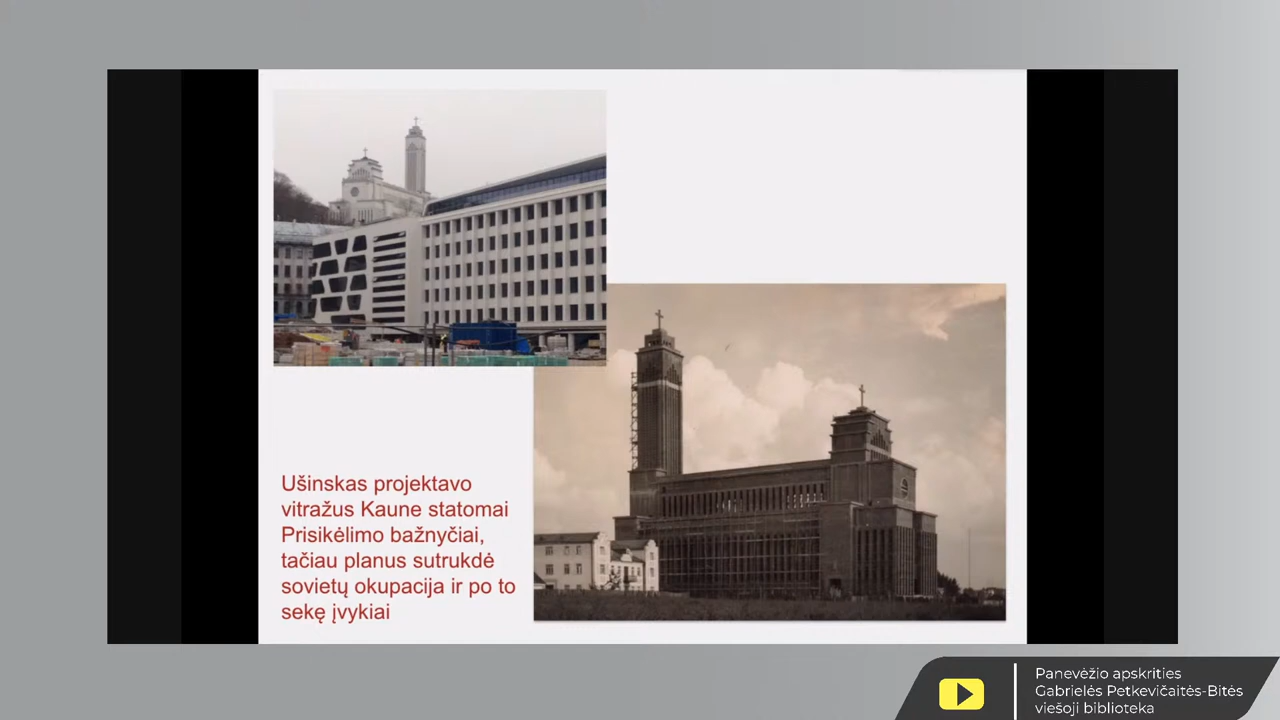 Ušinskas projektavo
vitražus Kaune statomai
Prisikėlimo bažnyčiai,
tačiau planus sutrukdė
sovietų okupacija ir po to
sekę įvykiai
Panevėžio apskrities
Gabrielės Petkevičaitės-Bitės
viešoji biblioteka